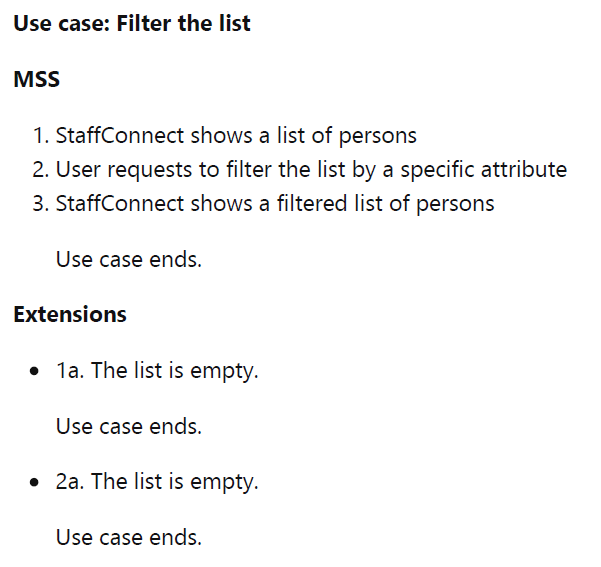 Use case: Filter the list
MSS
1. StaffConnect shows a list of persons
2. User requests to filter the list by a specific attribute
3. StaffConnect shows a filtered list of persons
Use case ends.
Extensions
• 1a. The list is empty.
Use case ends.
• 2a. The list is empty.
Use case ends.